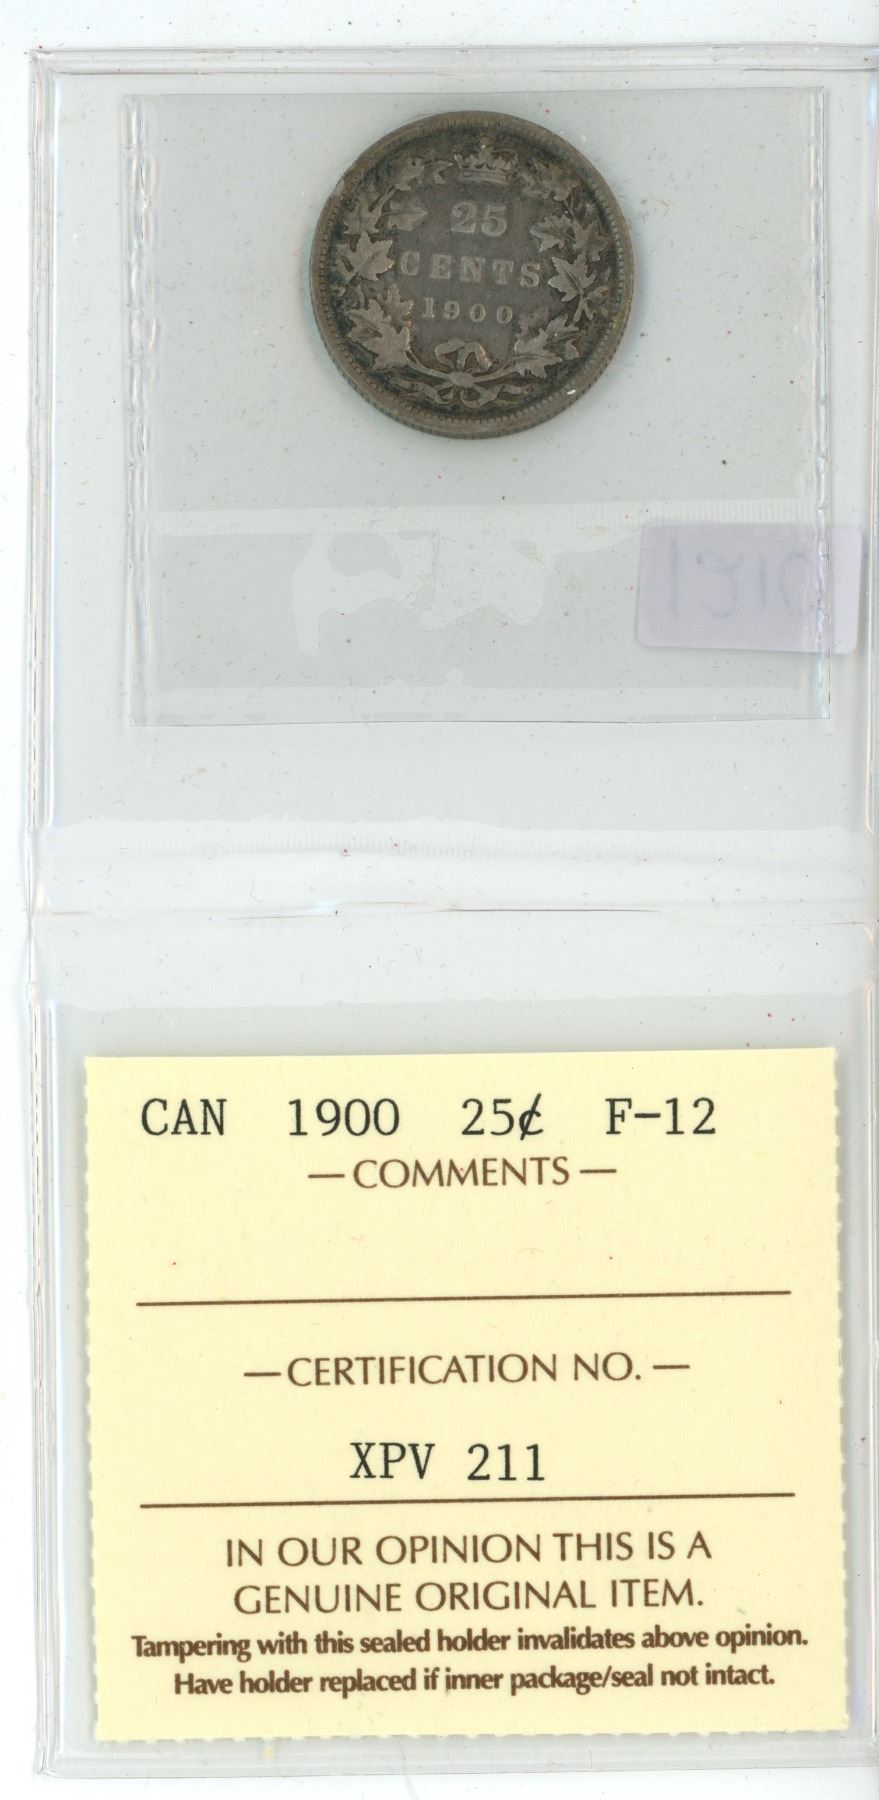 25
CENTS
1900
CAN 1900 25¢ F-12
— COMMENTS —
— CERTIFICATION NO. —
XPV 211
IN OUR OPINION THIS IS A
GENUINE ORIGINAL ITEM.
Tampering with this sealed holder invalidates above opinion.
Have holder replaced if inner package/seal not intact.